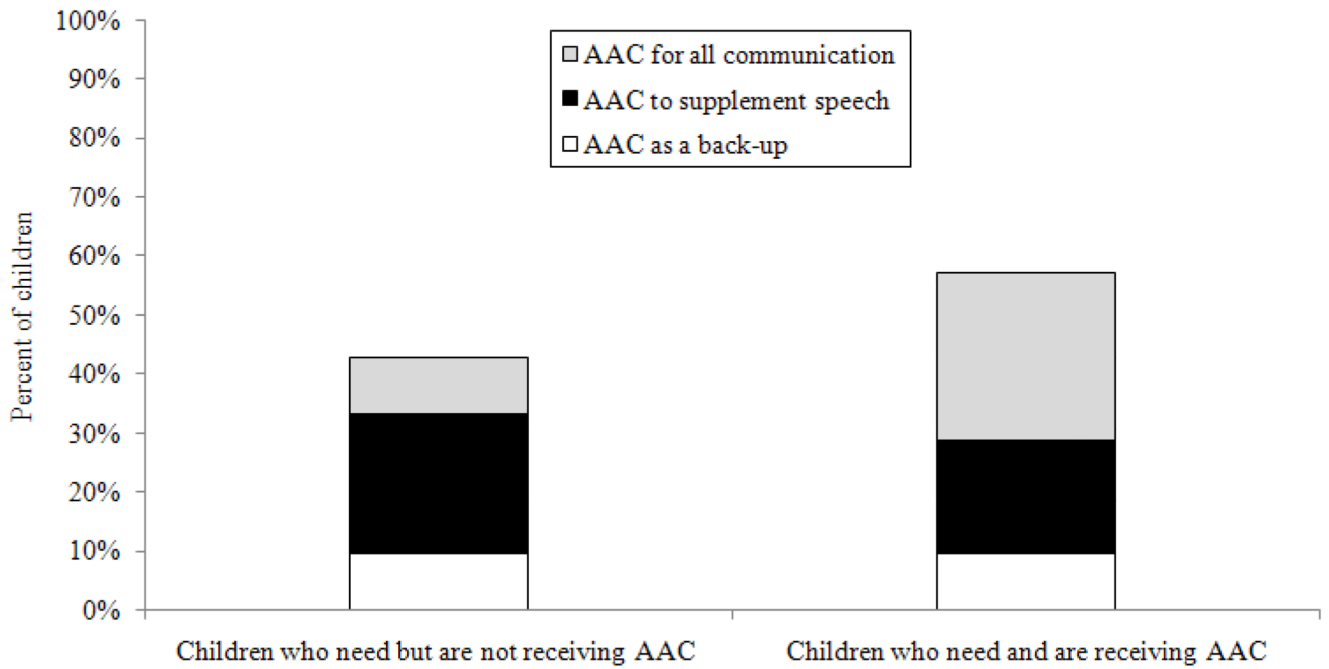 100%
90%
80%
70%
60%
50%
40%
30%
20%
10%
0%
Percent of children
AAC for all communication
AAC to supplement speech
AAC as a back-up
Children who need but are not receiving AAC
Children who need and are receiving AAC